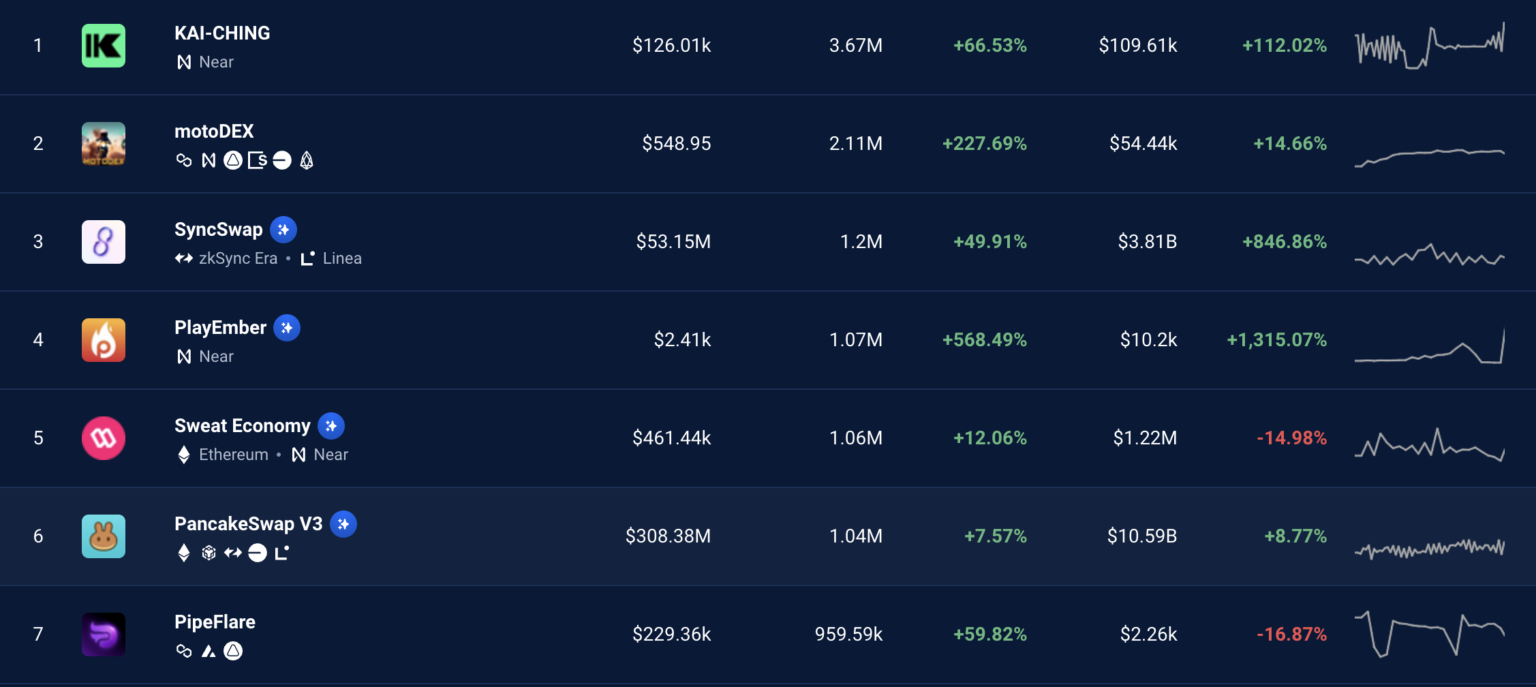 1
KAI-CHING
Near
$126.01k
3.67M
+66.53%
$109.61k
+112.02%
2
MOTODEX
motoDEX
$548.95
2.11M
+227.69%
$54.44k
+14.66%
3
SyncSwap
zkSync Era • Linea
$53.15M
1.2M
+49.91%
$3.81B
+846.86%
4
PlayEmber
Near
$2.41k
1.07M
+568.49%
$10.2k
+1,315.07%
5
Sweat Economy
Ethereum • Near
$461.44k
1.06M
+12.06%
$1.22M
-14.98%
6
PancakeSwap V3
$308.38M
1.04M
+7.57%
$10.59B
+8.77%
7
PipeFlare
$229.36k
959.59k
+59.82%
$2.26k
-16.87%